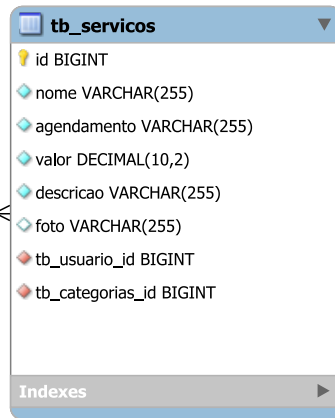 tb_servicos
id BIGINT
nome VARCHAR(255)
agendamento VARCHAR(255)
valor DECIMAL(10,2)
descricao VARCHAR(255)
foto VARCHAR(255)
tb_usuario_id BIGINT
tb_categorias_id BIGINT
Indexes